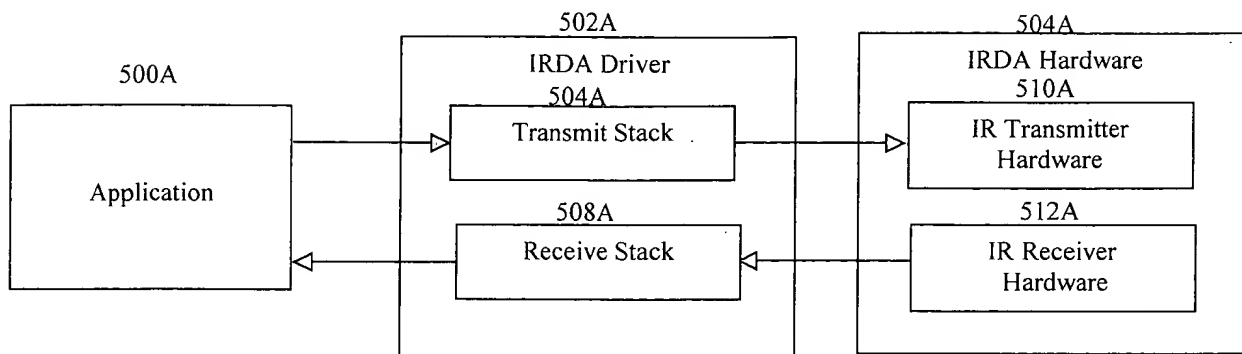 502A
504A
500A
IRDA Driver
IRDA Hardware
504A
510A
Transmit Stack
IR Transmitter
Hardware
Application
508A
512A
Receive Stack
IR Receiver
Hardware